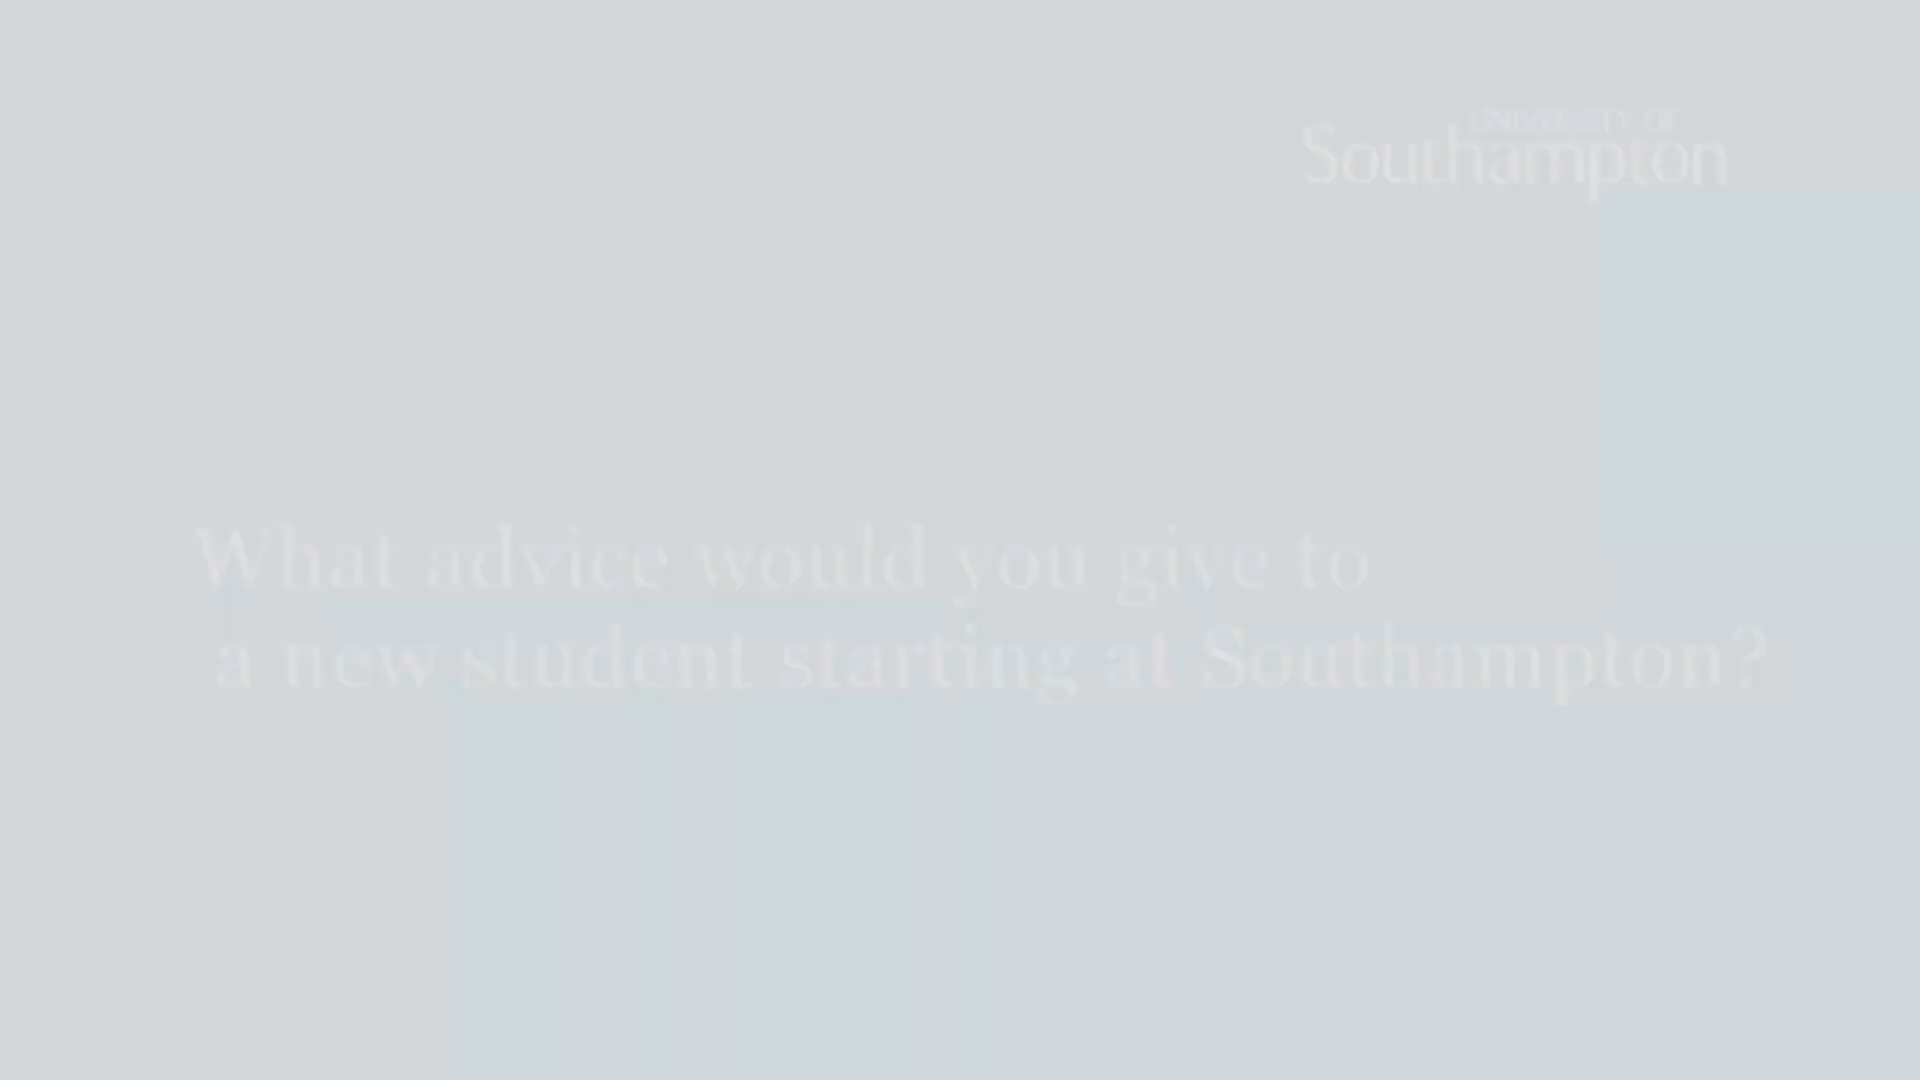 UNIVERSITY OF
Southampton
What advice would you give to
a new student starting at Southampton?